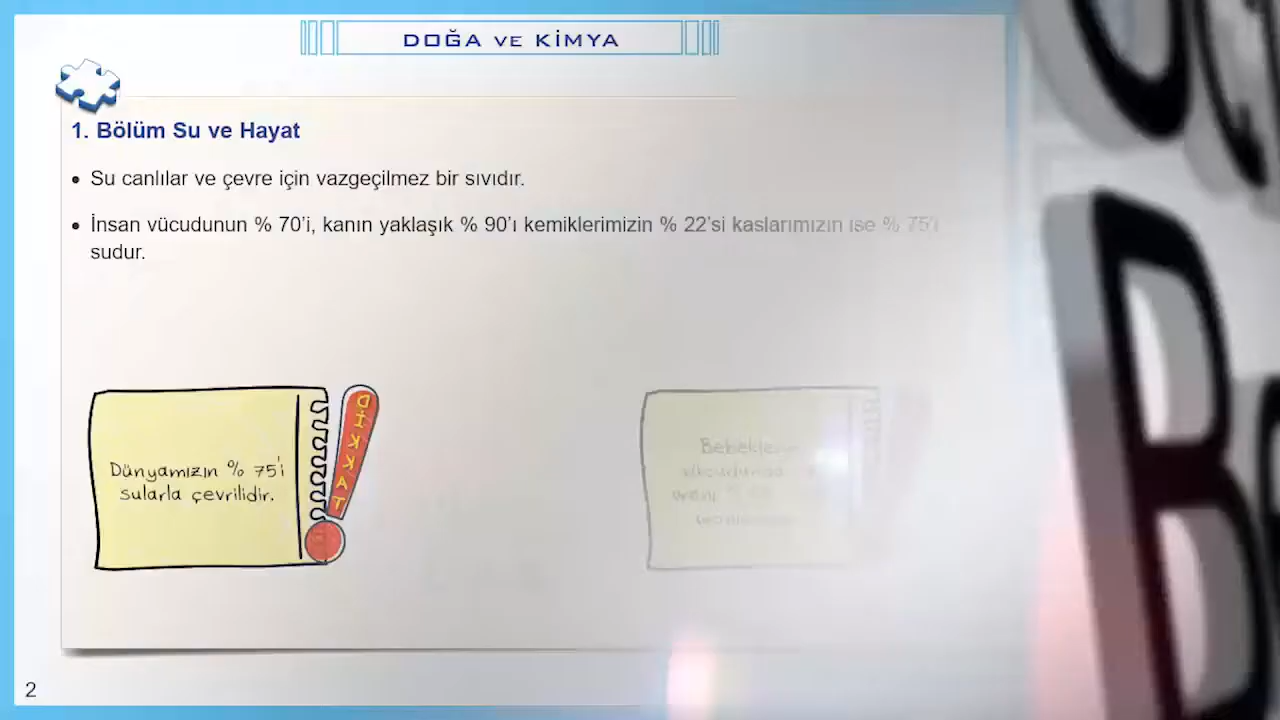 DOĞA VE KİMYA
1. Bölüm Su ve Hayat
• Su canlılar ve çevre için vazgeçilmez bir sıvıdır.
• İnsan vücudunun % 70'i, kanın yaklaşık % 90'ı kemiklerimizin % 22'si kaslarımızın ise % 75'i
sudur.
Dünyamızın % 75'i
sularla çevrilidir.
DİKKAT
2
B